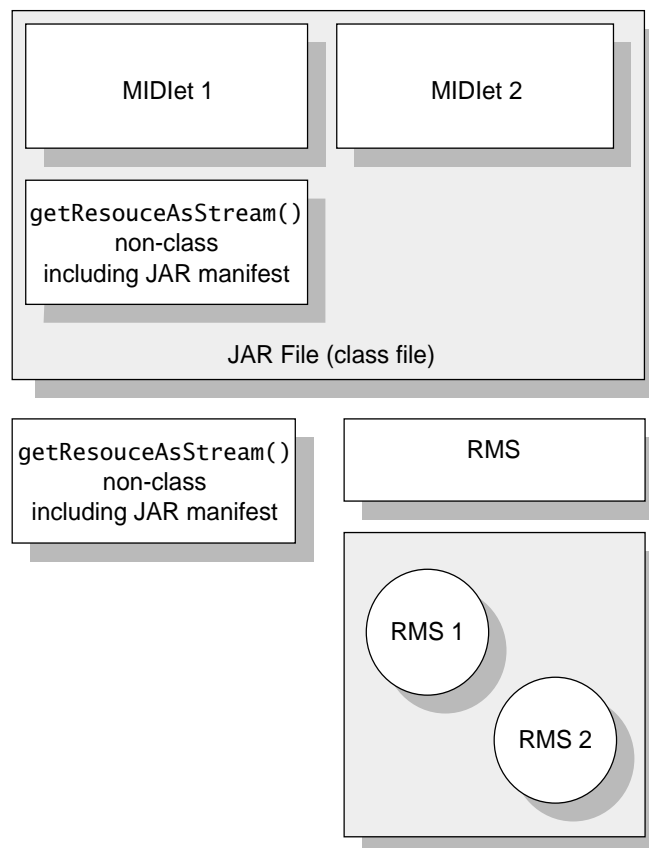 MIDlet 1
MIDlet 2
getResouceAsStream()
non-class
including JAR manifest
JAR File (class file)
getResouceAsStream()
non-class
including JAR manifest
RMS
RMS 1
RMS 2